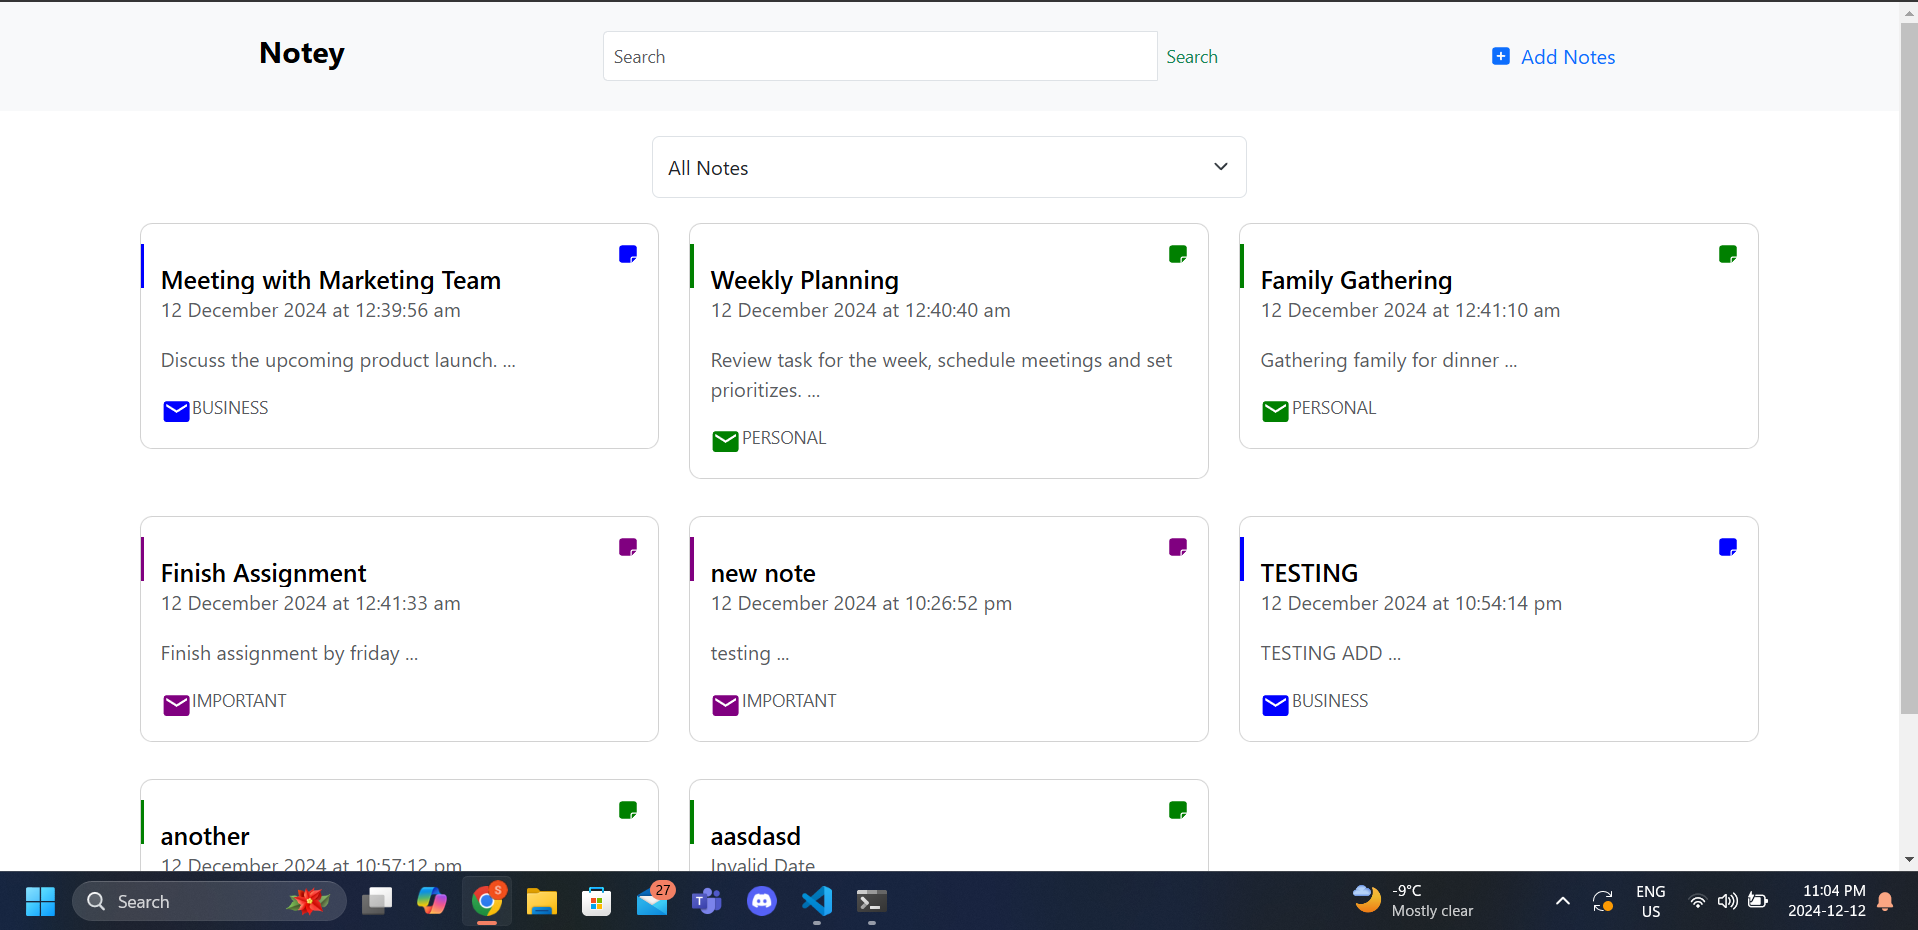 Notey
Search
Search
Add Notes
All Notes
Meeting with Marketing Team
12 December 2024 at 12:39:56 am
Discuss the upcoming product launch. ...
BUSINESS
Weekly Planning
12 December 2024 at 12:40:40 am
Review task for the week, schedule meetings and set
prioritizes. ...
PERSONAL
Family Gathering
12 December 2024 at 12:41:10 am
Gathering family for dinner ...
PERSONAL
Finish Assignment
12 December 2024 at 12:41:33 am
Finish assignment by friday ...
IMPORTANT
new note
12 December 2024 at 10:26:52 pm
testing ...
IMPORTANT
TESTING
12 December 2024 at 10:54:14 pm
TESTING ADD ...
BUSINESS
another
12 December 2024 at 10:57:12 pm
aasdasd
Invalid Date
Search
S
27
T
-9°C
Mostly clear
ENG
US
11:04 PM
2024-12-12